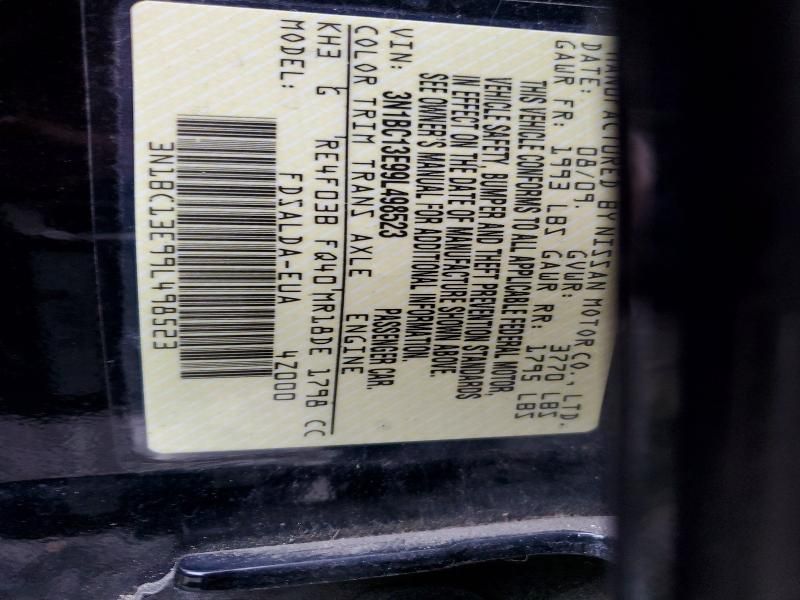 MANUFACTURED BY NISSAN MOTOR CO., LTD.
DATE: 08/09. GVWR: 3770 LBS
GAWR FR: 1993 LBS GAWR RR: 1795 LBS
THIS VEHICLE CONFORMS TO ALL APPLICABLE FEDERAL MOTOR,
VEHICLE SAFETY, BUMPER AND THEFT PREVENTION STANDARDS
IN EFFECT ON THE DATE OF MANUFACTURE SHOWN ABOVE.
SEE OWNER'S MANUAL FOR ADDITIONAL INFORMATION.
VIN: 3N1BC13E99L498523 PASSENGER CAR.
COLOR TRIM TRANS AXLE ENGINE
KH3 G RE4F03B FQ40 MR18DE 1798 CC
MODEL: FDSALDA-EUA 4Z000
3N1BC13E99L498523